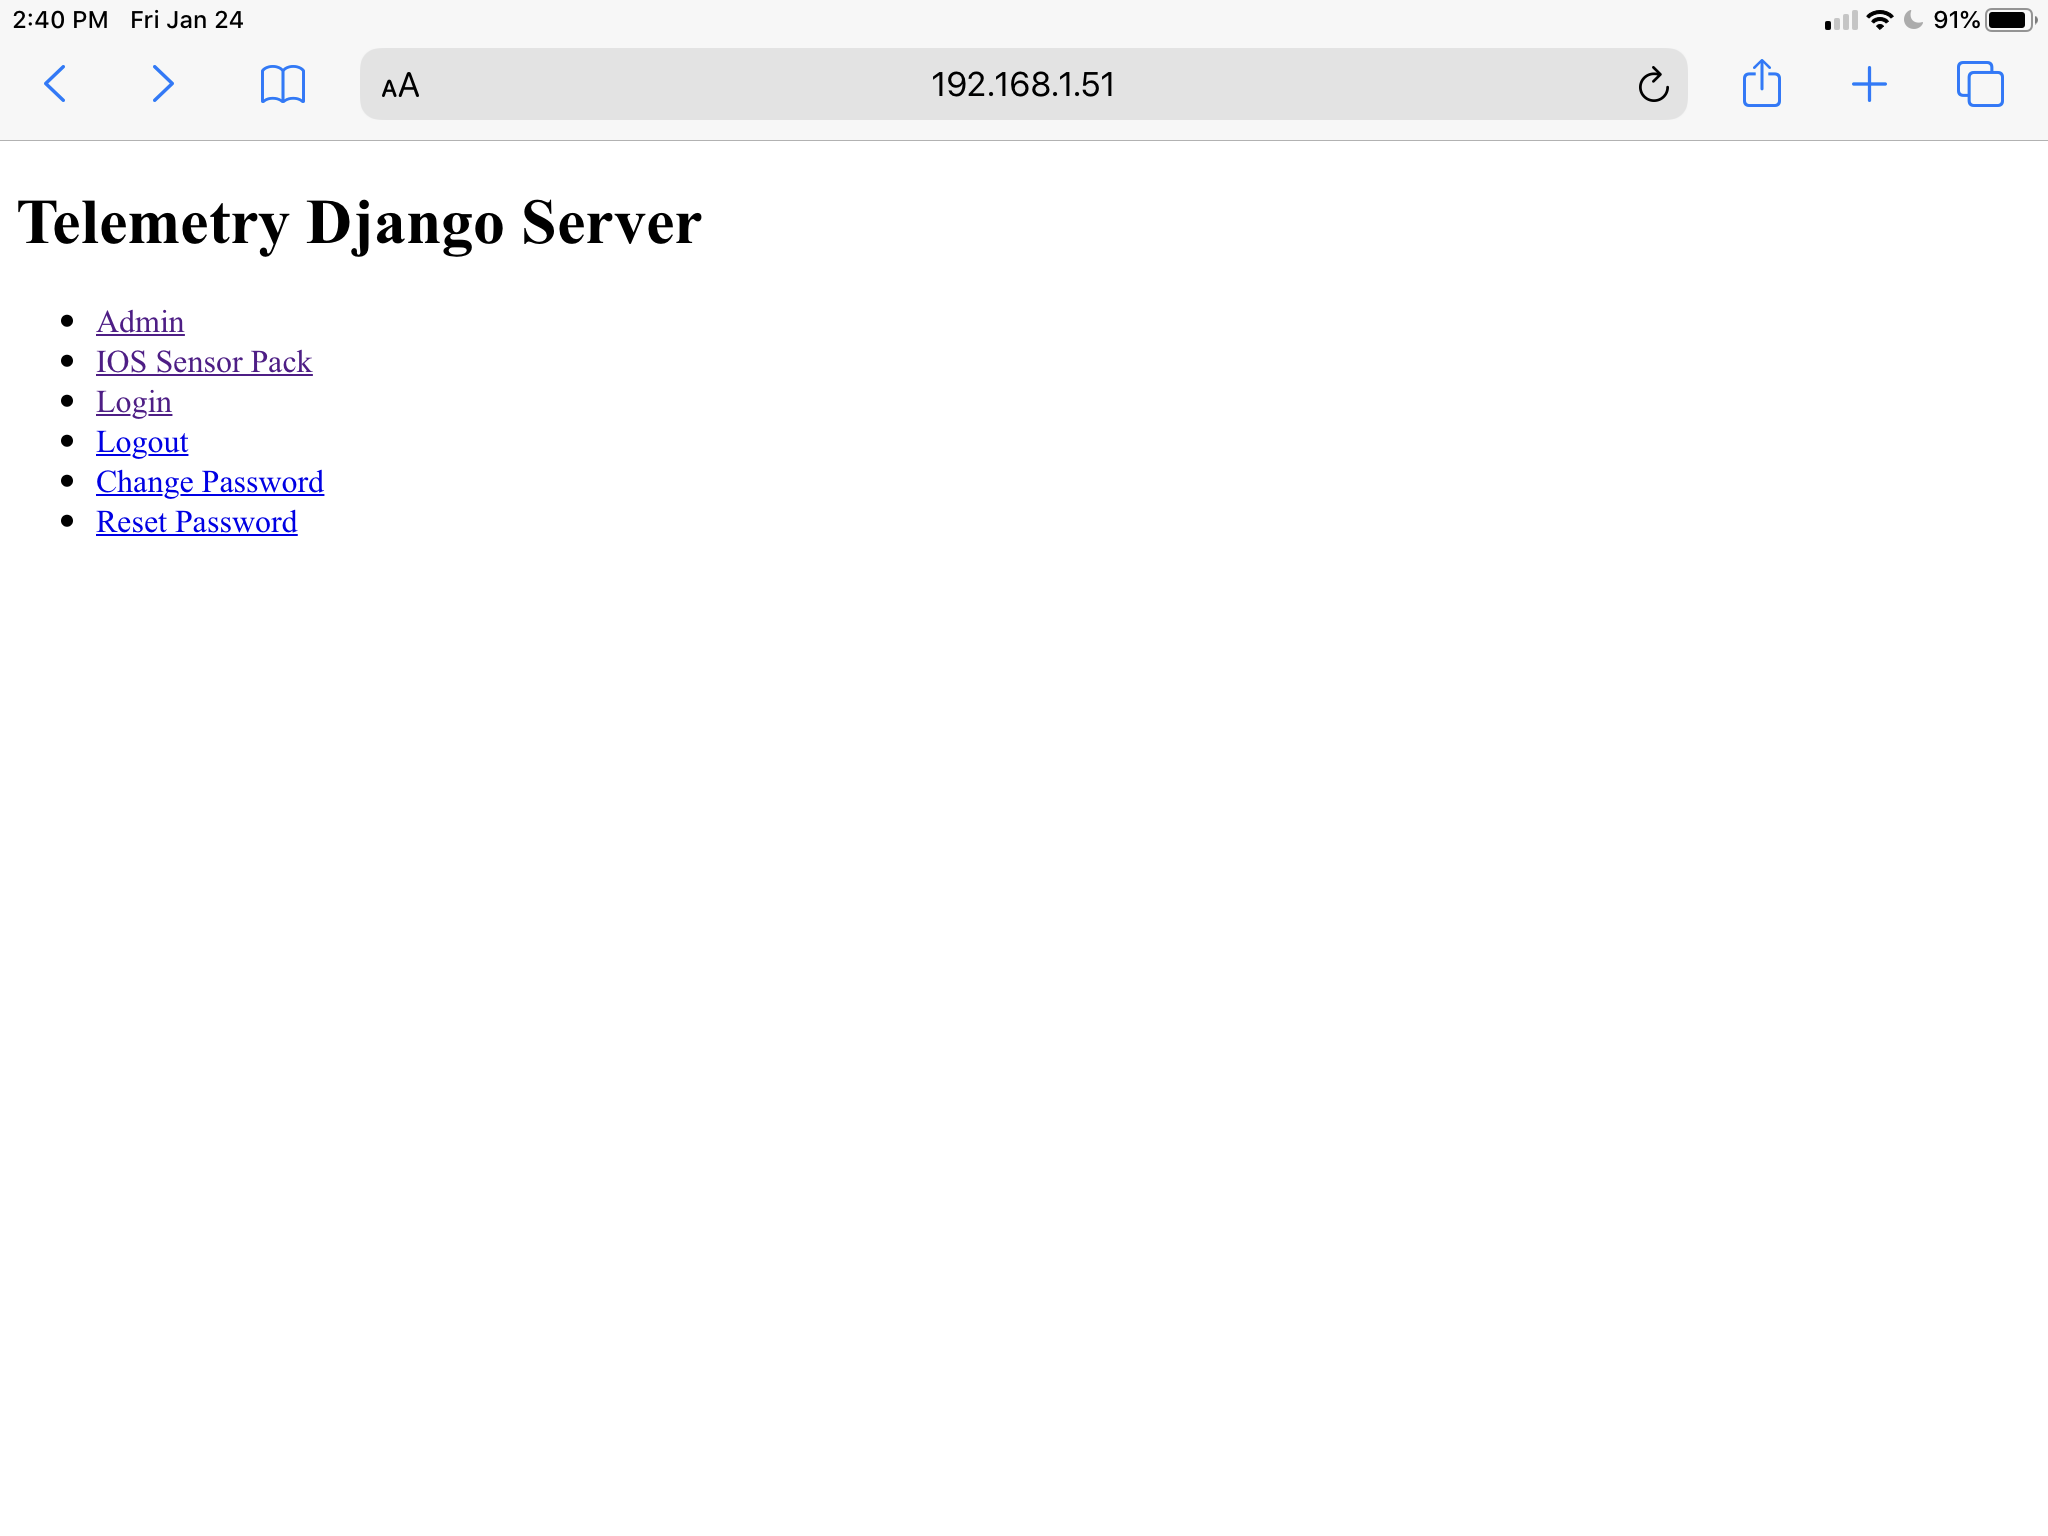 2:40 PM Fri Jan 24 91%
AA 192.168.1.51
Telemetry Django Server
Admin
IOS Sensor Pack
Login
Logout
Change Password
Reset Password